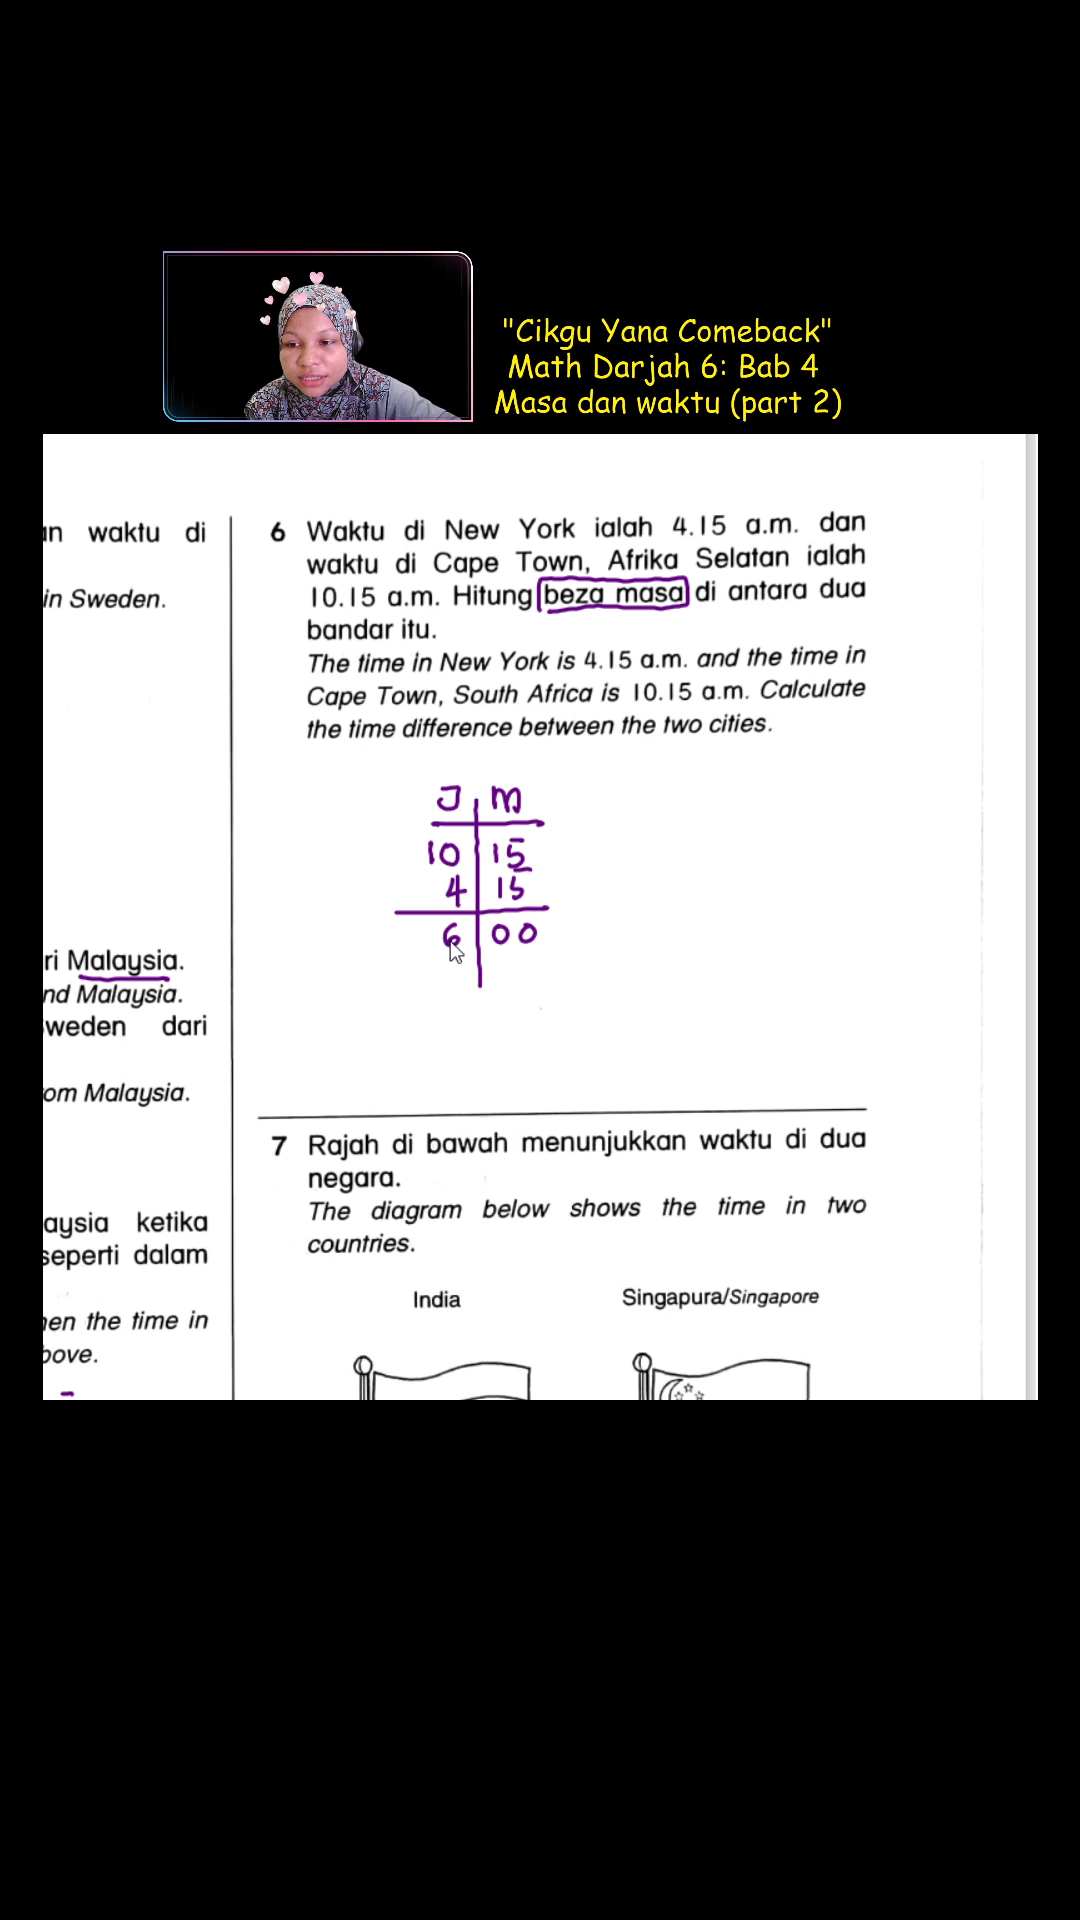 "Cikgu Yana Comeback"
Math Darjah 6: Bab 4
Masa dan waktu (part 2)
waktu di
in Sweden.
ri Malaysia.
nd Malaysia.
weden dari
om Malaysia.
aysia ketika
seperti dalam
en the time in
ove.
6 Waktu di New York ialah 4.15 a.m. dan
waktu di Cape Town, Afrika Selatan ialah
10.15 a.m. Hitung beza masa di antara dua
bandar itu.
The time in New York is 4.15 a.m. and the time in
Cape Town, South Africa is 10.15 a.m. Calculate
the time difference between the two cities.
J M
10 15
4 15
6 00
7 Rajah di bawah menunjukkan waktu di dua
negara.
The diagram below shows the time in two
countries.
India Singapura/Singapore